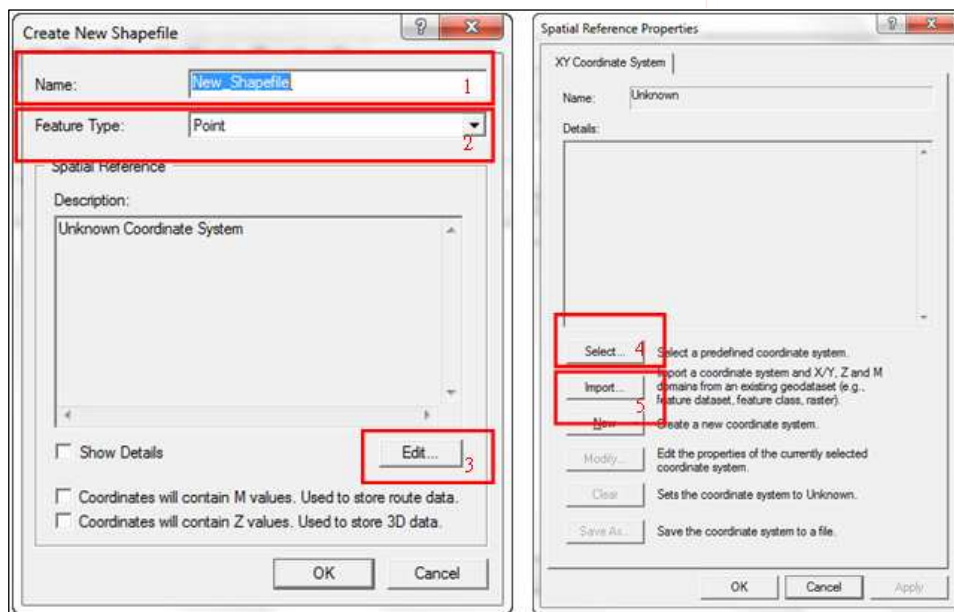 Create New Shapefile
Name: New_Shapefile 1
Feature Type: Point 2
Spatial Reference
Description:
Unknown Coordinate System
Show Details Edit... 3
Coordinates will contain M values. Used to store route data.
Coordinates will contain Z values. Used to store 3D data.
OK Cancel
Spatial Reference Properties
XY Coordinate System
Name: Unknown
Details:
Select... 4 Select a predefined coordinate system.
Import... 5 Import a coordinate system and X/Y, Z and M
domains from an existing geodataset (e.g.,
feature dataset, feature class, raster).
New Create a new coordinate system.
Modify... Edit the properties of the currently selected
coordinate system.
Clear Sets the coordinate system to Unknown.
Save As... Save the coordinate system to a file.
OK Cancel Apply